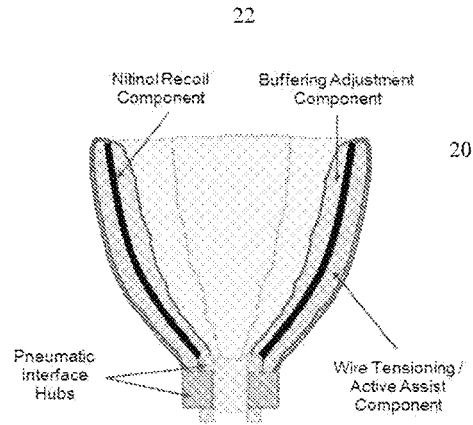 22
Nitinol Recoil
Component
Buffering Adjustment
Component
20
Pneumatic
Interface
Hubs
Wire Tensioning /
Active Assist
Component